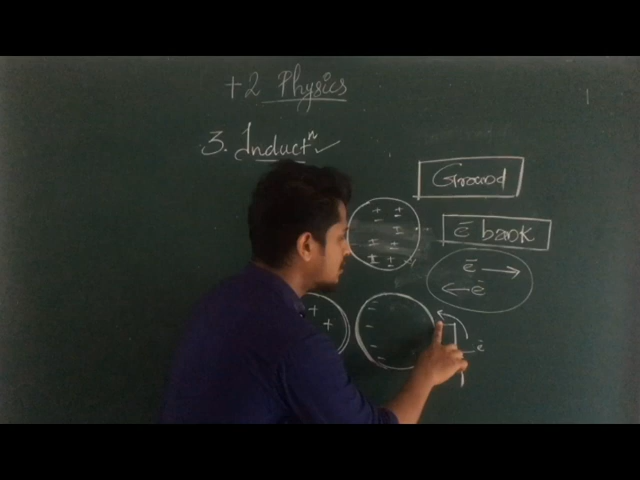 +2 Physics
3. Inductⁿ ✓
Ground
ē bank
± ±
±
± ±
± ±
ē →
← ē
+
+
−
−
−
−
ē